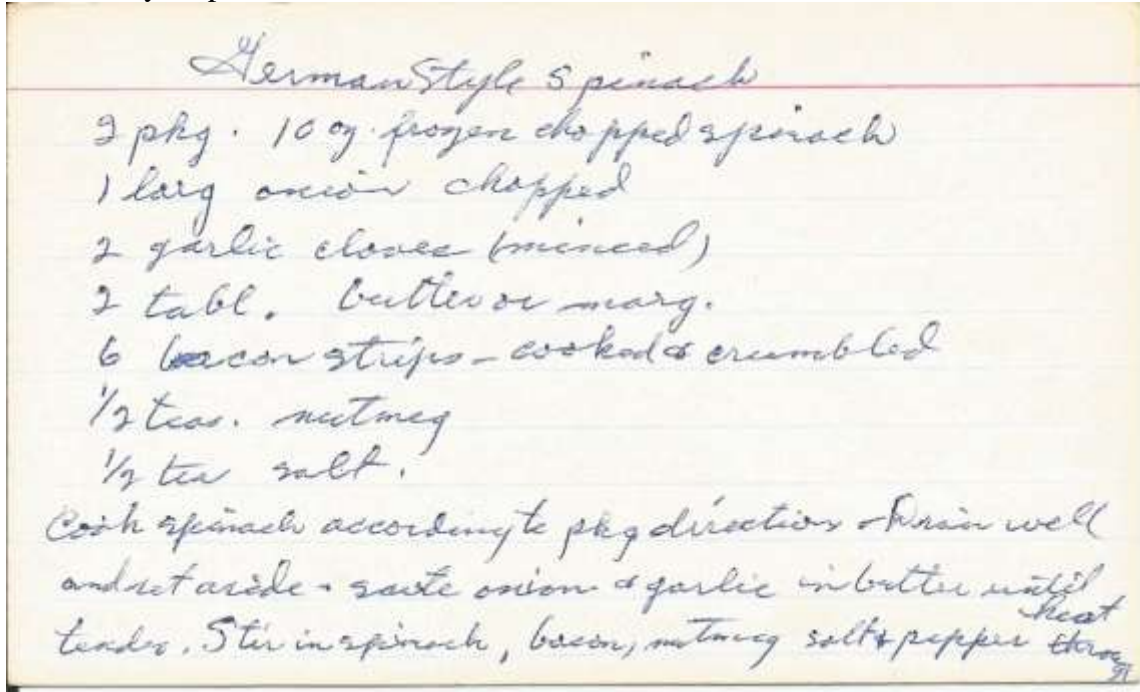 German Style Spinach
2 pkg. 10 oz. frozen chopped spinach
1 larg onion chopped
2 garlic cloves (minced)
2 tabl. butter or marg.
6 bacon strips - cooked & crumbled
1/2 teas. nutmeg
1/2 tea salt.
Cook spinach according to pkg direction - Drain well
and set aside - saute onion & garlic in butter until
tender. Stir in spinach, bacon, nutmeg salt & pepper heat